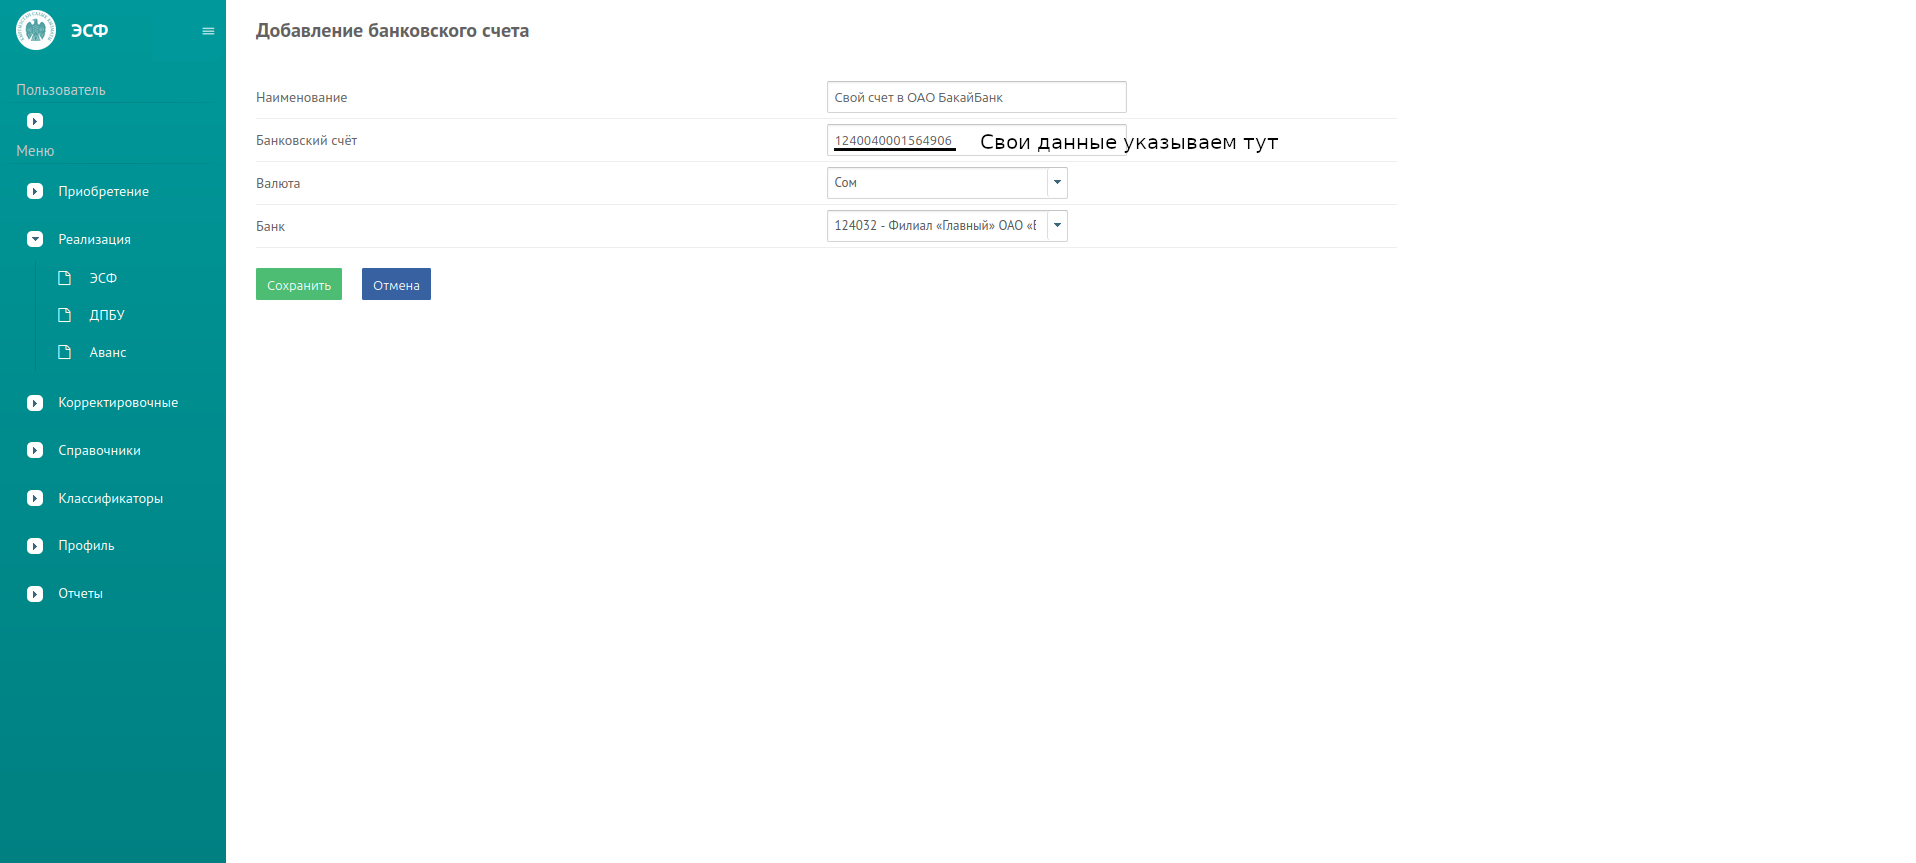 ЭСФ
Пользователь
Меню
Приобретение
Реализация
ЭСФ
ДПБУ
Аванс
Корректировочные
Справочники
Классификаторы
Профиль
Отчеты
Добавление банковского счета
Наименование
Свой счет в ОАО БакайБанк
Банковский счёт
1240040001564906
Свои данные указываем тут
Валюта
Сом
Банк
124032 - Филиал «Главный» ОАО «Б
Сохранить
Отмена